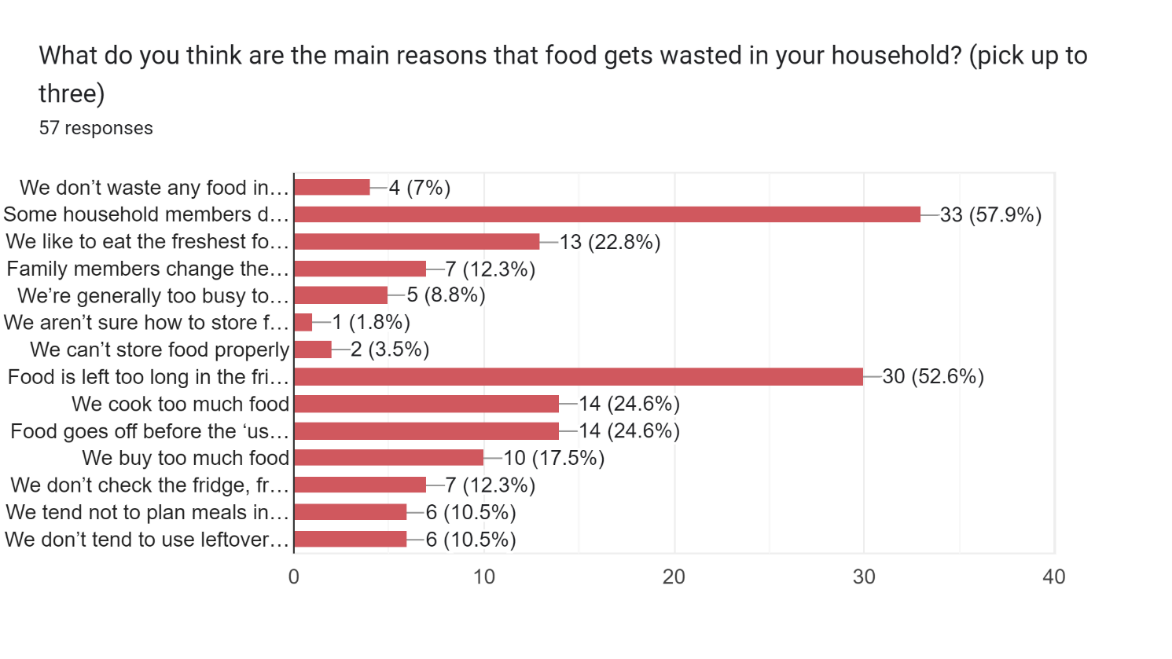 What do you think are the main reasons that food gets wasted in your household? (pick up to
three)
57 responses
We don’t waste any food in… 4 (7%)
Some household members d… 33 (57.9%)
We like to eat the freshest fo… 13 (22.8%)
Family members change the… 7 (12.3%)
We’re generally too busy to… 5 (8.8%)
We aren’t sure how to store f… 1 (1.8%)
We can’t store food properly 2 (3.5%)
Food is left too long in the fri… 30 (52.6%)
We cook too much food 14 (24.6%)
Food goes off before the ‘us… 14 (24.6%)
We buy too much food 10 (17.5%)
We don’t check the fridge, fr… 7 (12.3%)
We tend not to plan meals in… 6 (10.5%)
We don’t tend to use leftover… 6 (10.5%)
0 10 20 30 40